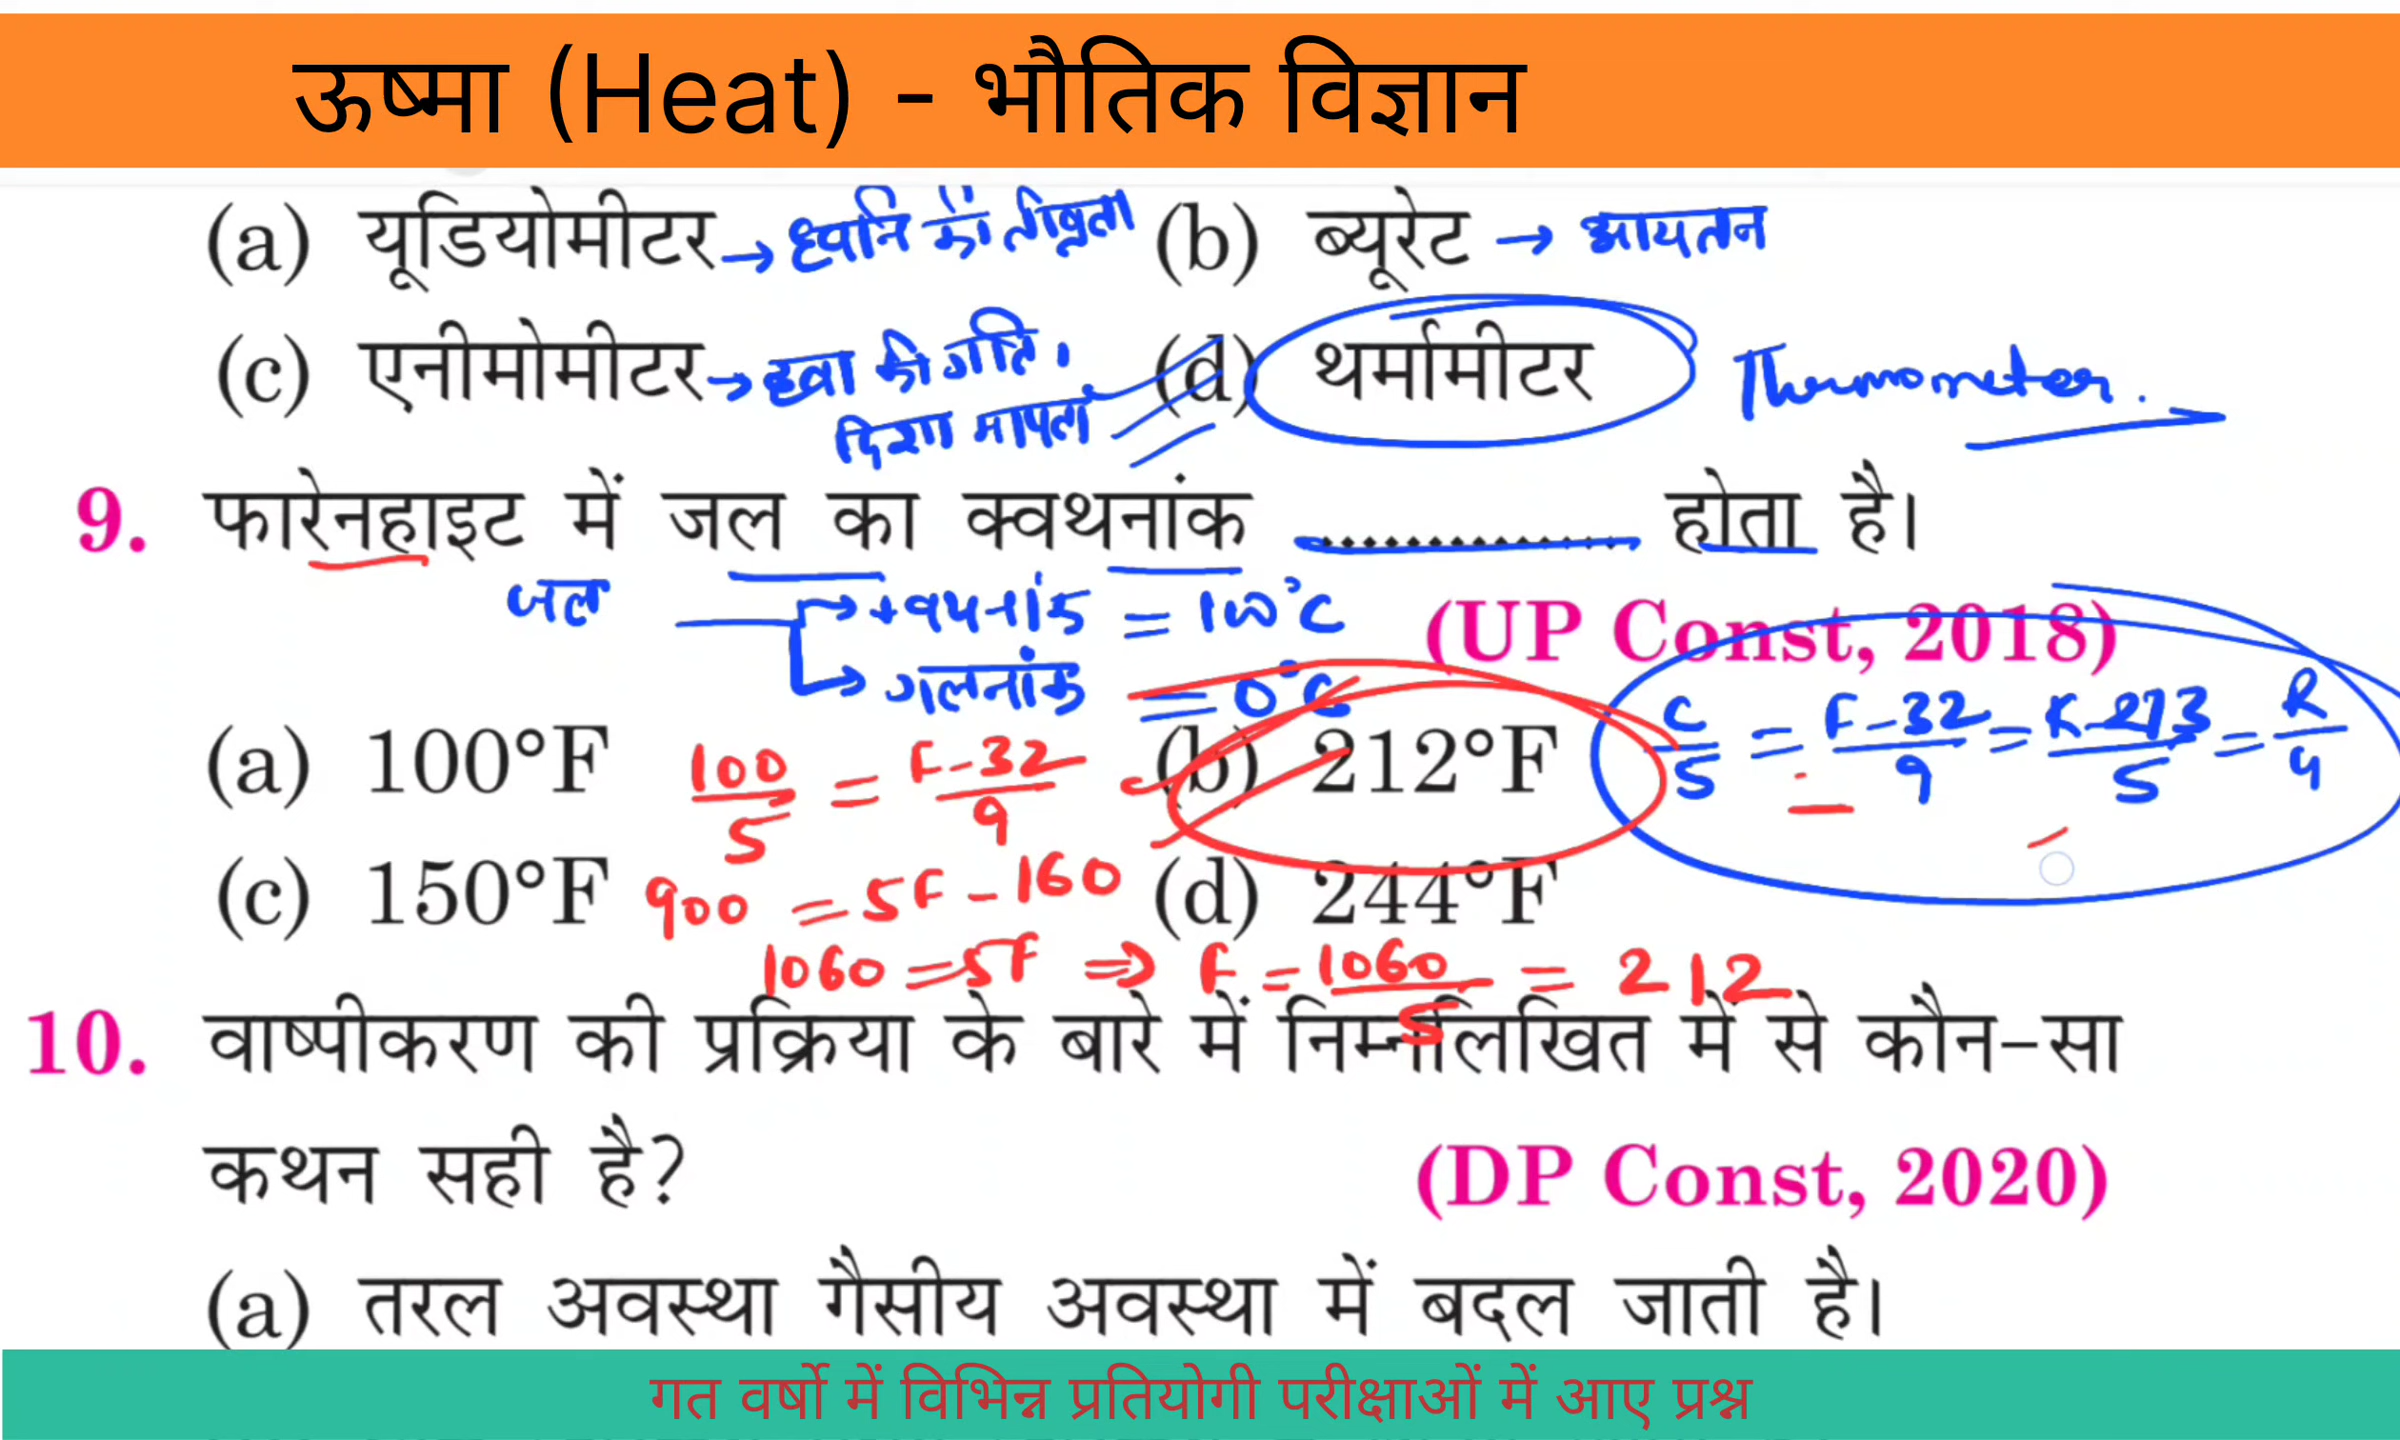 ऊष्मा (Heat) - भौतिक विज्ञान
(a) यूडियोमीटर → ध्वनि की तीव्रता (b) ब्यूरेट → आयतन
(c) एनीमोमीटर → हवा की गति। (d) थर्मामीटर Thermometer.
दिशा मापता
9. फारेनहाइट में जल का क्वथनांक ................ होता है।
जल → क्वथनांक = 100°C
(UP Const, 2018)
→ गलनांक = 0°C
(a) 100°F 100/5 = F-32/9 (b) 212°F C/5 = F-32/9 = K-273/5 = R/4
(c) 150°F 900 = 5F - 160 (d) 244°F
1060 = 5F ⇒ F = 1060/5 = 212
10. वाष्पीकरण की प्रक्रिया के बारे में निम्नलिखित में से कौन-सा
कथन सही है? (DP Const, 2020)
(a) तरल अवस्था गैसीय अवस्था में बदल जाती है।
गत वर्षो में विभिन्न प्रतियोगी परीक्षाओं में आए प्रश्न